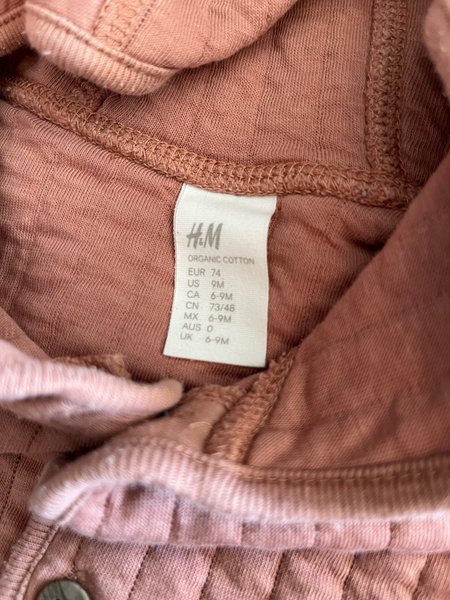 H&M
ORGANIC COTTON
EUR 74
US 9M
CA 6-9M
CN 73/48
MX 6-9M
AUS 0
UK 6-9M